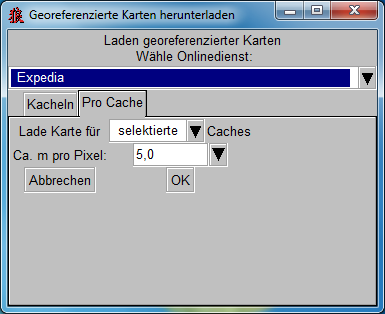 Georeferenzierte Karten herunterladen
Laden georeferenzierter Karten
Wähle Onlinedienst:
Expedia
Kacheln Pro Cache
Lade Karte für selektierte Caches
Ca. m pro Pixel: 5,0
Abbrechen OK